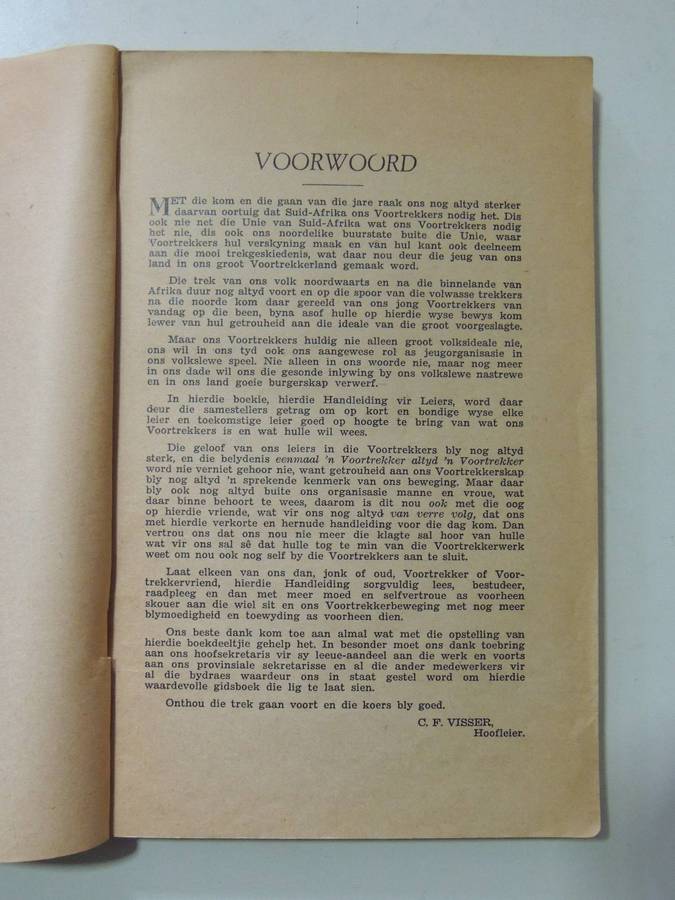 VOORWOORD
MET die kom en die gaan van die jare raak ons nog altyd sterker
daarvan oortuig dat Suid-Afrika ons Voortrekkers nodig het. Dis
ook nie net die Unie van Suid-Afrika wat ons Voortrekkers nodig
het nie, dis ook ons noordelike buurstate buite die Unie, waar
Voortrekkers hul verskyning maak en van hul kant ook deelneem
aan die mooi trekgeskiedenis, wat daar nou deur die jeug van ons
land in ons groot Voortrekkerland gemaak word.
Die trek van ons volk noordwaarts en na die binnelande van
Afrika duur nog altyd voort en op die spoor van die volwasse trekkers
na die noorde kom daar gereeld van ons jong Voortrekkers van
vandag op die been, byna asof hulle op hierdie wyse bewys kom
lewer van hul getrouheid aan die ideale van die groot voorgeslagte.
Maar ons Voortrekkers huldig nie alleen groot volksideale nie,
ons wil in ons tyd ook ons aangewese rol as jeugorganisasie in
ons volkslewe speel. Nie alleen in ons woorde nie, maar nog meer
in ons dade wil ons die gesonde inlywing by ons volkslewe nastrewe
en in ons land goeie burgerskap verwerf.
In hierdie boekie, hierdie Handleiding vir Leiers, word daar
deur die samestellers getrag om op kort en bondige wyse elke
leier en toekomstige leier goed op hoogte te bring van wat ons
Voortrekkers is en wat hulle wil wees.
Die geloof van ons leiers in die Voortrekkers bly nog altyd
sterk, en die belydenis eenmaal 'n Voortrekker altyd 'n Voortrekker
word nie verniet gehoor nie, want getrouheid aan ons Voortrekkerskap
bly nog altyd 'n sprekende kenmerk van ons beweging. Maar daar
bly ook nog altyd buite ons organisasie manne en vroue, wat
daar binne behoort te wees, daarom is dit nou ook met die oog
op hierdie vriende, wat vir ons nog altyd van verre volg, dat ons
met hierdie verkorte en hernude handleiding voor die dag kom. Dan
vertrou ons dat ons nou nie meer die klagte sal hoor van hulle
wat vir ons sal sê dat hulle tog te min van die Voortrekkerwerk
weet om nou ook nog self by die Voortrekkers aan te sluit.
Laat elkeen van ons dan, jonk of oud, Voortrekker of Voor-
trekkervriend, hierdie Handleiding sorgvuldig lees, bestudeer,
raadpleeg en dan met meer moed en selfvertroue as voorheen
skouer aan die wiel sit en ons Voortrekkerbeweging met nog meer
blymoedigheid en toewyding as voorheen dien.
Ons beste dank kom toe aan almal wat met die opstelling van
hierdie boekdeeltjie gehelp het. In besonder moet ons dank toebring
aan ons hoofsekretaris vir sy leeue-aandeel aan die werk en voorts
aan ons provinsiale sekretarisse en al die ander medewerkers vir
al die bydraes waardeur ons in staat gestel word om hierdie
waardevolle gidsboek die lig te laat sien.
Onthou die trek gaan voort en die koers bly goed.
C. F. VISSER,
Hoofleier.